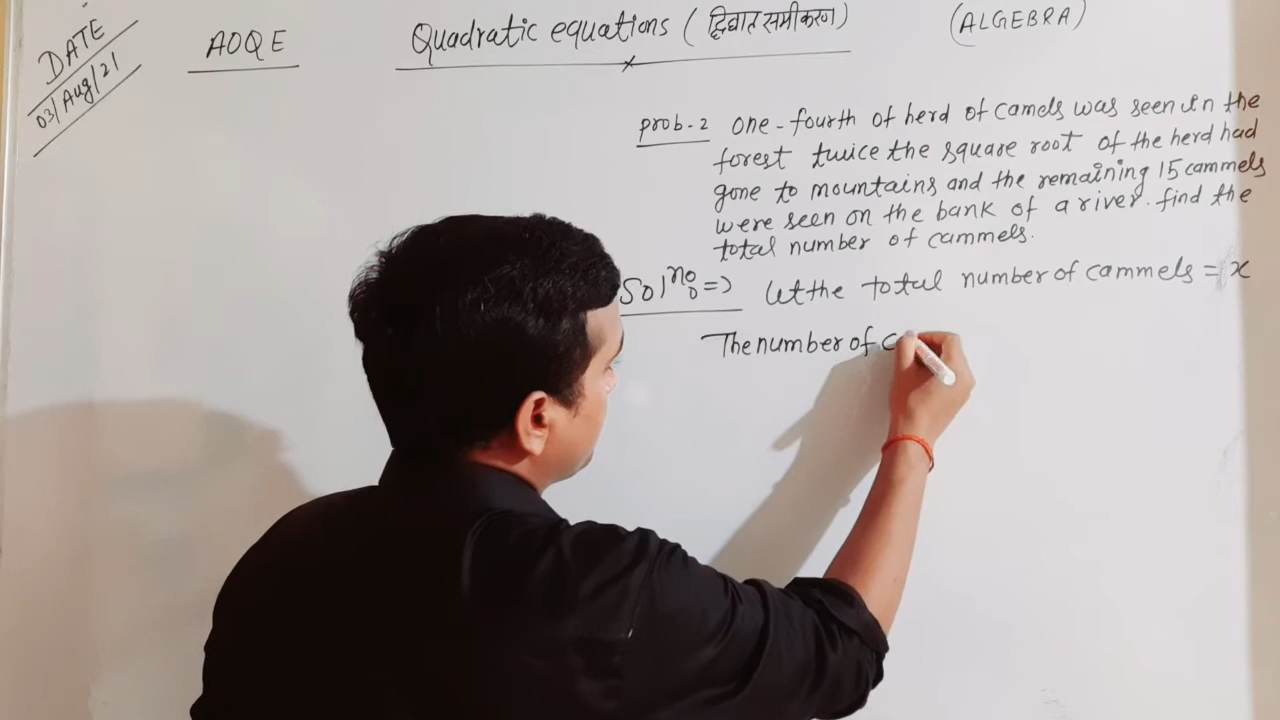 DATE
03/Aug/21
AOQE
Quadratic equations (द्विघात समीकरण)
(ALGEBRA)
prob-2 one-fourth of herd of camels was seen in the
forest twice the square root of the herd had
gone to mountains and the remaining 15 cammels
were seen on the bank of a river. find the
total number of cammels.
Solno => let the total number of cammels = x
The number of c